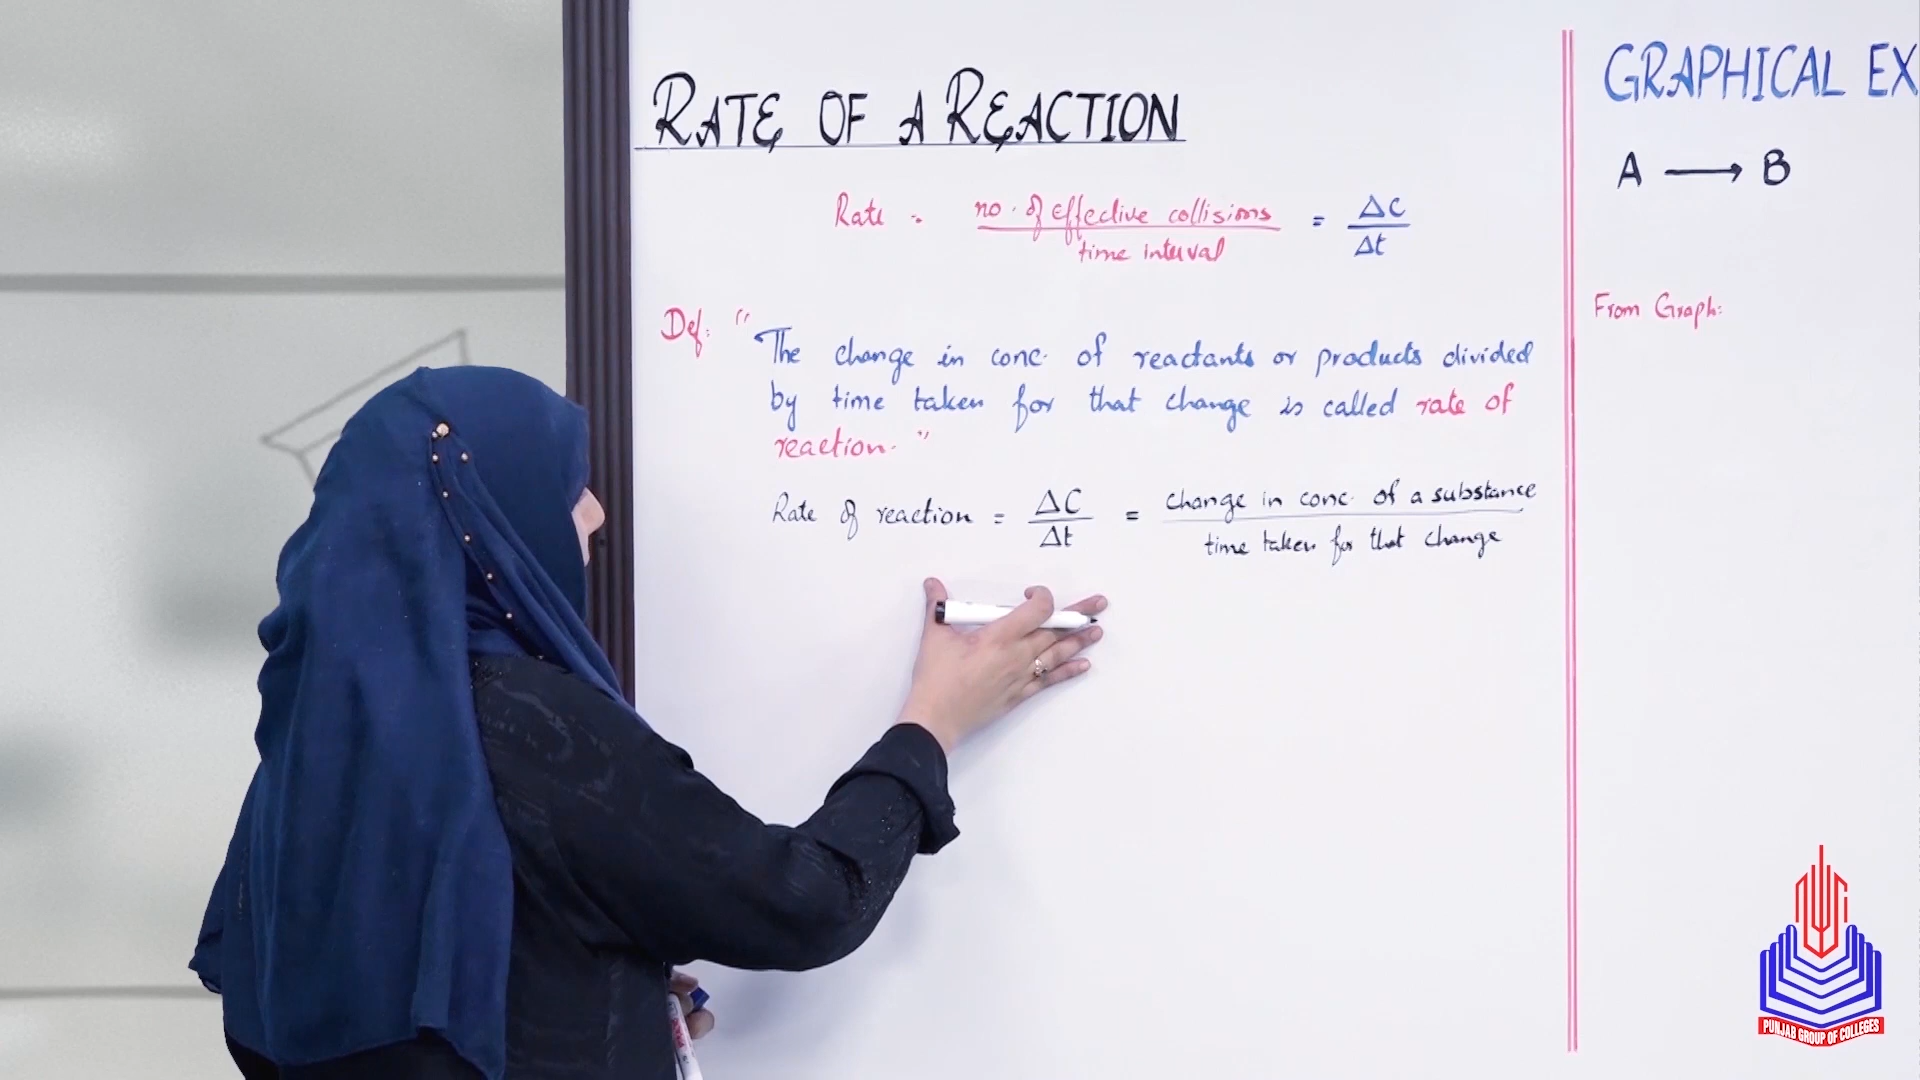 RATE OF A REACTION
Rate = no. of effective collisions / time interval = ΔC / Δt
Def: "The change in conc. of reactants or products divided
by time taken for that change is called rate of
reaction."
Rate of reaction = ΔC / Δt = change in conc. of a substance / time taken for that change
GRAPHICAL EX
A ⟶ B
From Graph:
PUNJAB GROUP OF COLLEGES